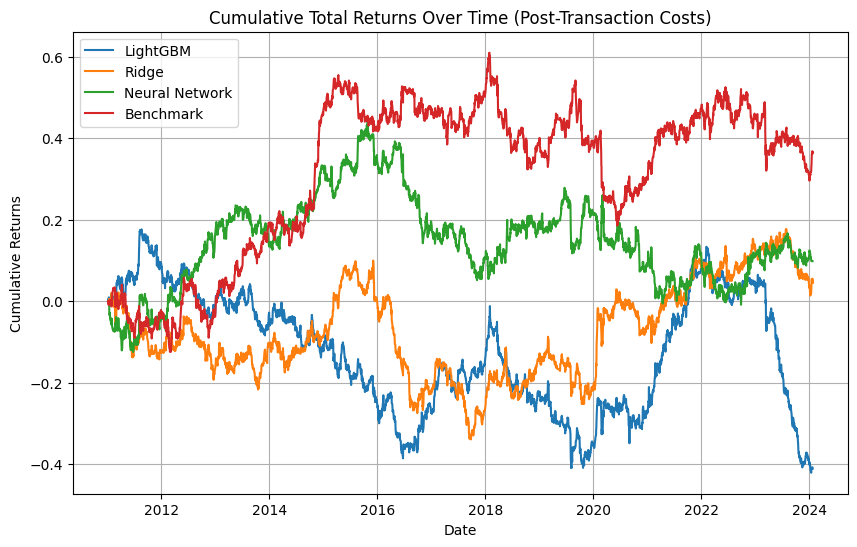 Cumulative Total Returns Over Time (Post-Transaction Costs)
LightGBM
Ridge
Neural Network
Benchmark
Cumulative Returns
0.6
0.4
0.2
0.0
−0.2
−0.4
2012
2014
2016
2018
2020
2022
2024
Date